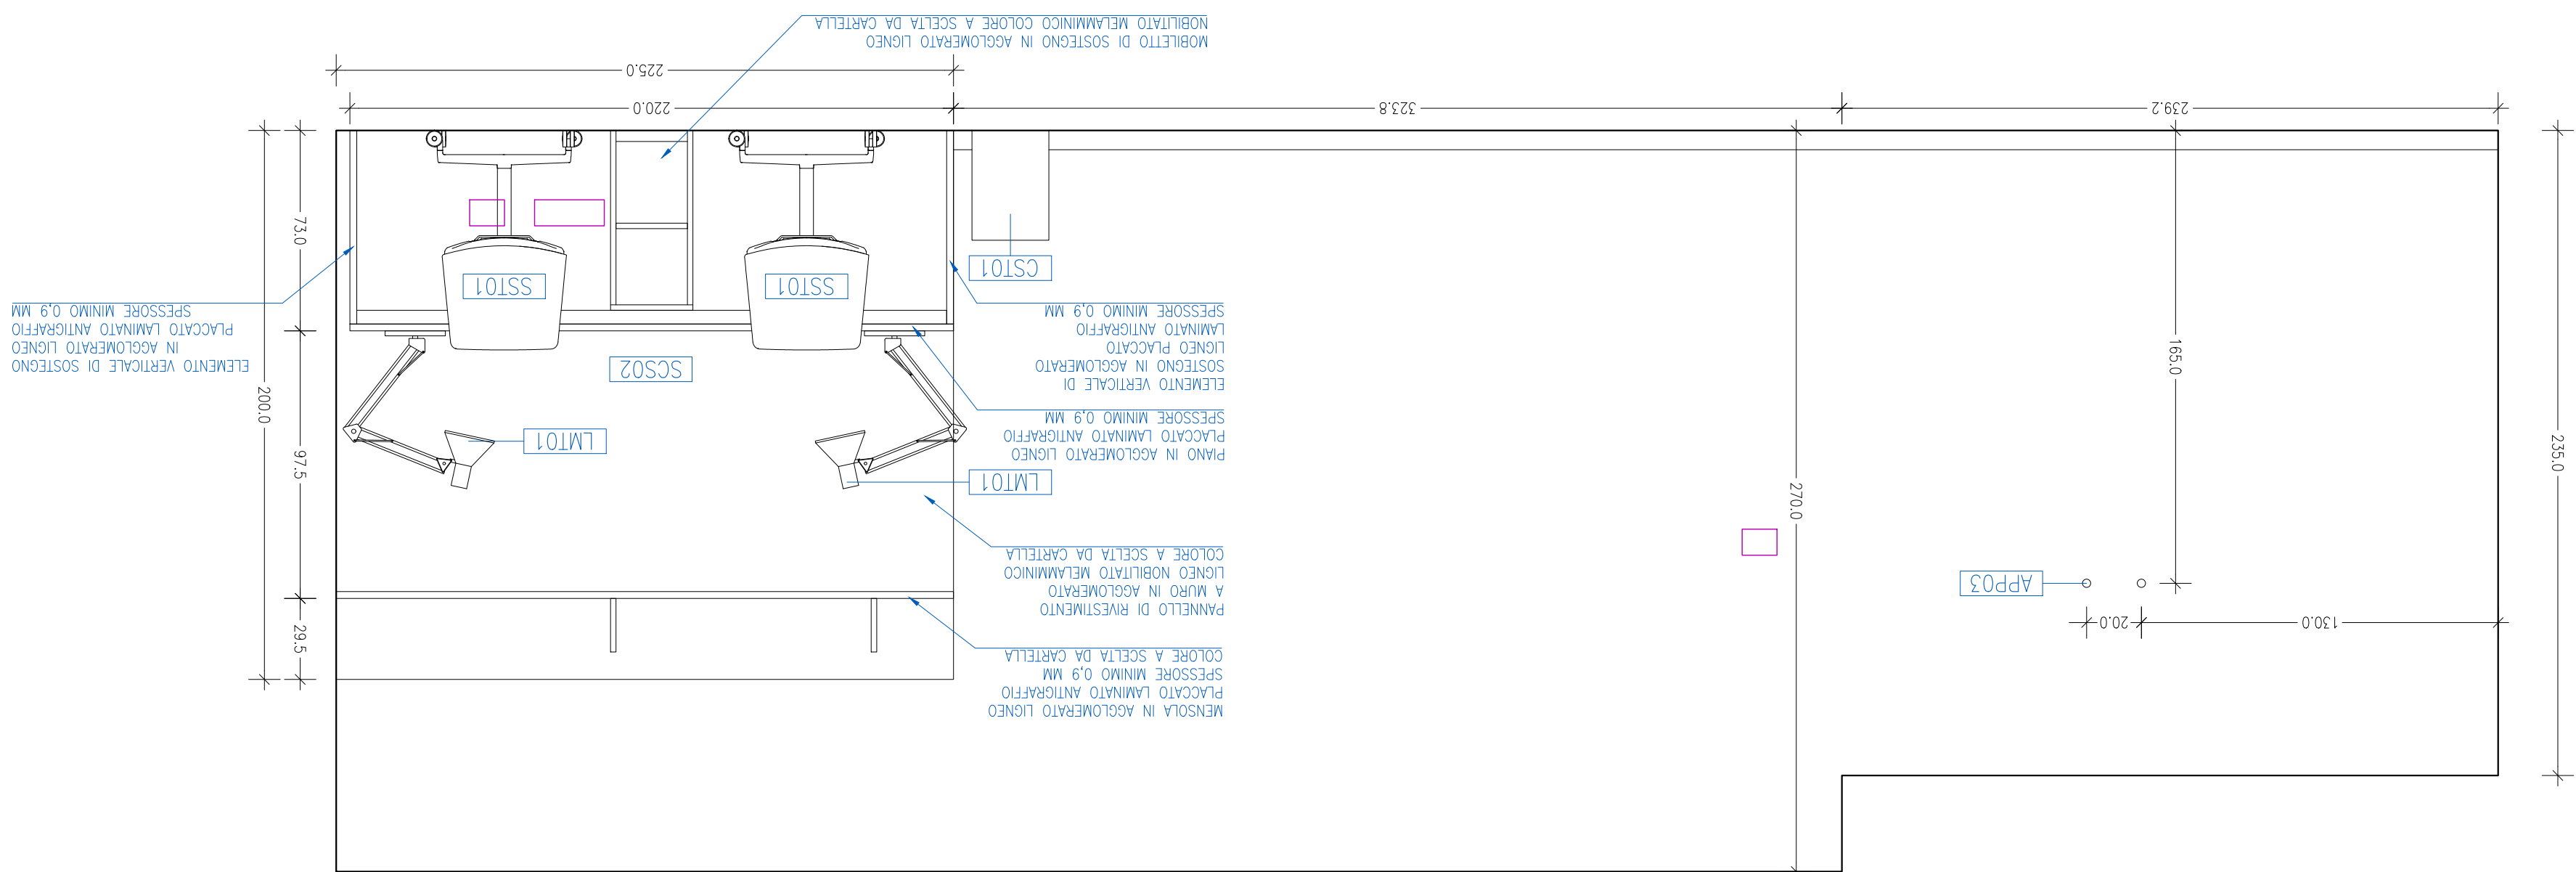 MENSOLA IN AGGLOMERATO LIGNEO
PLACCATO LAMINATO ANTIGRAFFIO
SPESSORE MINIMO 0,9 MM
COLORE A SCELTA DA CARTELLA
PANNELLO DI RIVESTIMENTO
A MURO IN AGGLOMERATO
LIGNEO NOBILITATO MELAMMINICO
COLORE A SCELTA DA CARTELLA
130.0
20.0
APP03
29.5
235.0
165.0
270.0
LMT01
LMT01
97.5
PIANO IN AGGLOMERATO LIGNEO
PLACCATO LAMINATO ANTIGRAFFIO
SPESSORE MINIMO 0,9 MM
200.0
ELEMENTO VERTICALE DI
SOSTEGNO IN AGGLOMERATO
LIGNEO PLACCATO
LAMINATO ANTIGRAFFIO
SPESSORE MINIMO 0,9 MM
SCS02
ELEMENTO VERTICALE DI SOSTEGNO
IN AGGLOMERATO LIGNEO
PLACCATO LAMINATO ANTIGRAFFIO
SPESSORE MINIMO 0,9 MM
CST01
SST01
SST01
73.0
239.2
323.8
220.0
225.0
MOBILETTO DI SOSTEGNO IN AGGLOMERATO LIGNEO
NOBILITATO MELAMMINICO COLORE A SCELTA DA CARTELLA